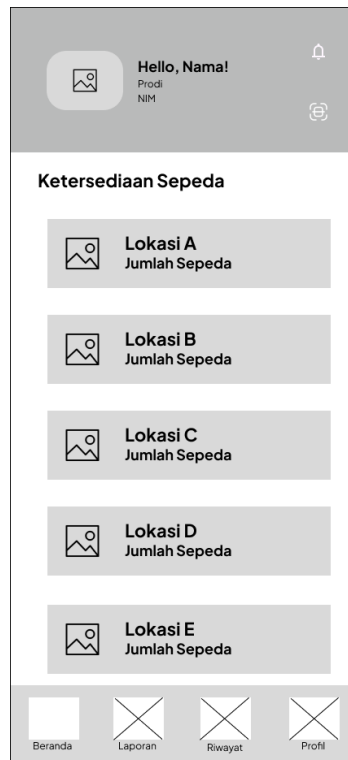 Hello, Nama!
Prodi
NIM
Ketersediaan Sepeda
Lokasi A
Jumlah Sepeda
Lokasi B
Jumlah Sepeda
Lokasi C
Jumlah Sepeda
Lokasi D
Jumlah Sepeda
Lokasi E
Jumlah Sepeda
Beranda Laporan Riwayat Profil